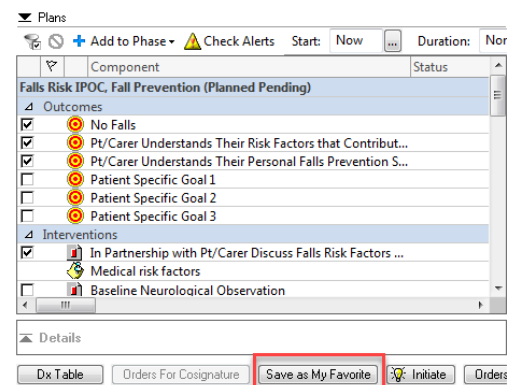 Plans
Add to Phase Check Alerts Start: Now ... Duration: Nor
Component Status
Falls Risk IPOC, Fall Prevention (Planned Pending)
Outcomes
No Falls
Pt/Carer Understands Their Risk Factors that Contribut...
Pt/Carer Understands Their Personal Falls Prevention S...
Patient Specific Goal 1
Patient Specific Goal 2
Patient Specific Goal 3
Interventions
In Partnership with Pt/Carer Discuss Falls Risk Factors ...
Medical risk factors
Baseline Neurological Observation
Details
Dx Table Orders For Cosignature Save as My Favorite Initiate Orders